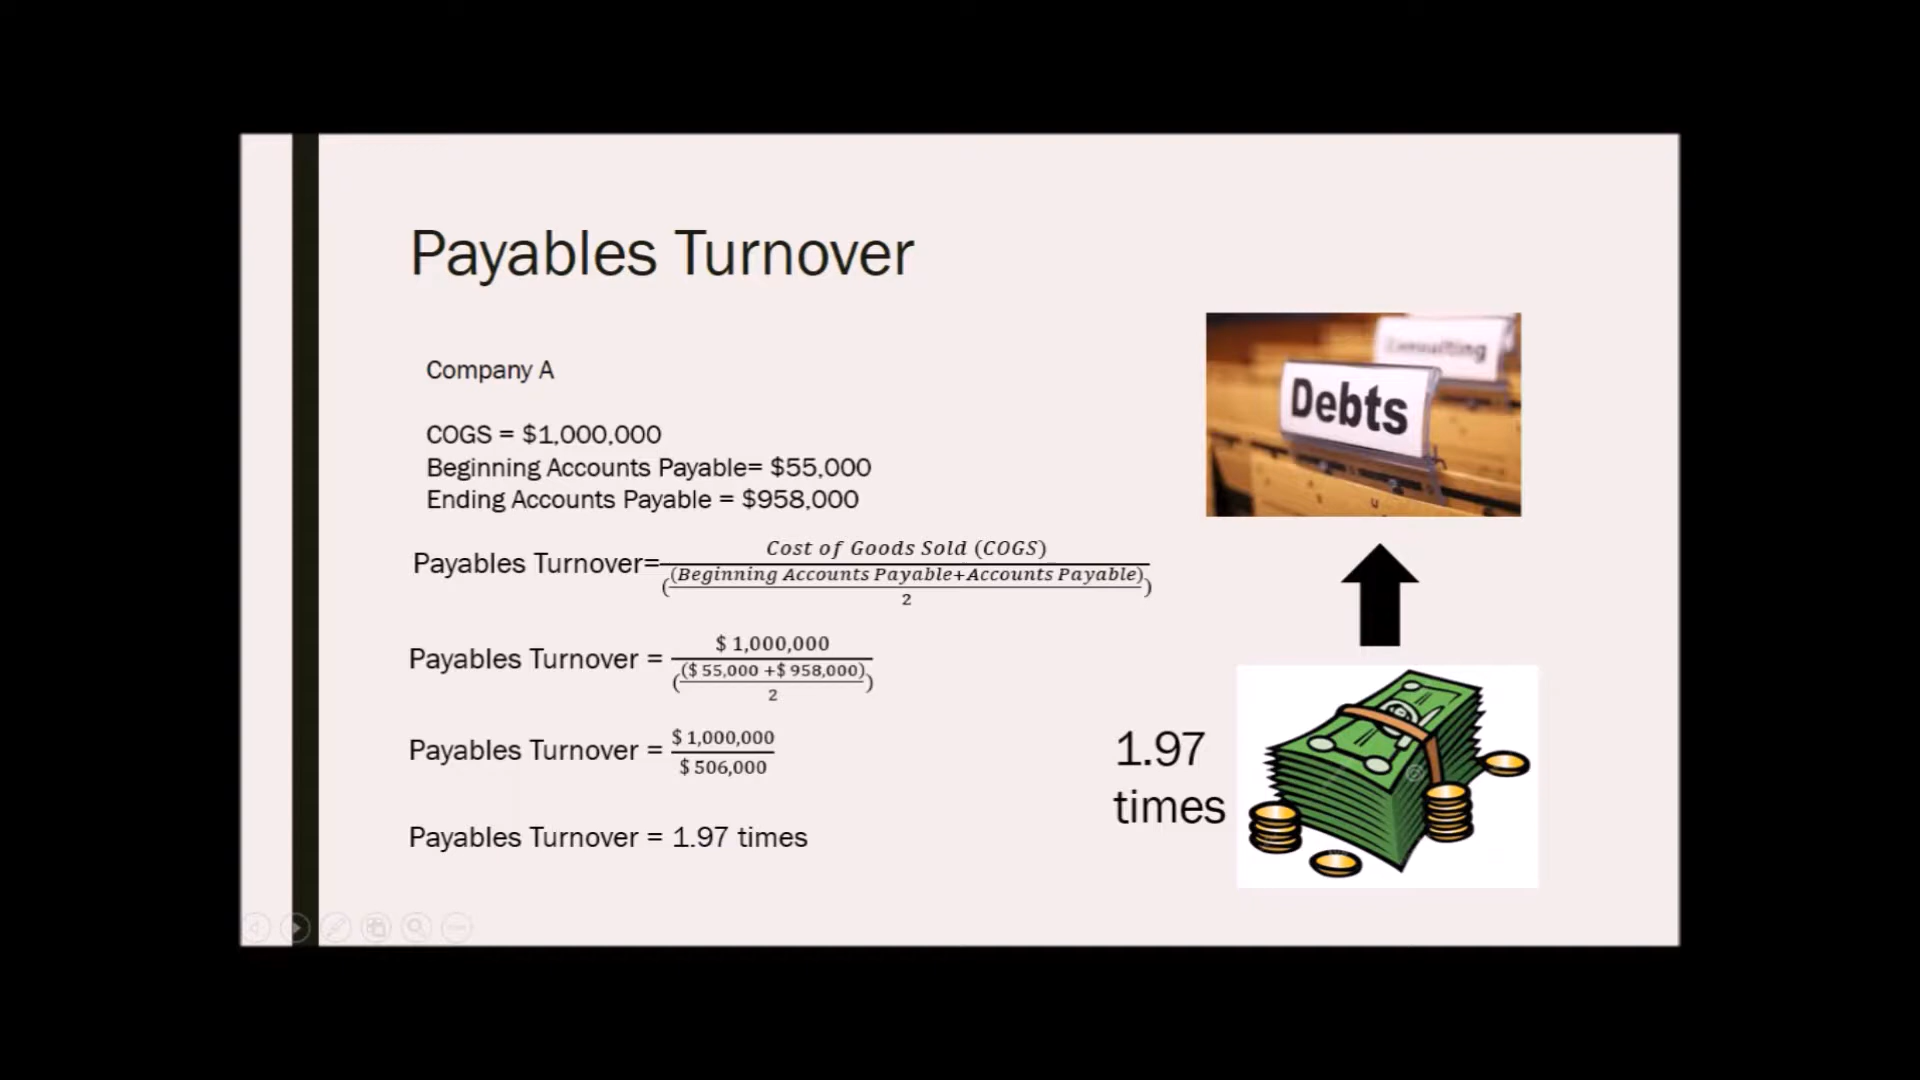 Payables Turnover
Company A
COGS = $1,000,000
Beginning Accounts Payable= $55,000
Ending Accounts Payable = $958,000
Payables Turnover= Cost of Goods Sold (COGS)
((Beginning Accounts Payable+Accounts Payable))
2
Payables Turnover = $ 1,000,000
(($ 55,000 +$ 958,000))
2
Payables Turnover = $ 1,000,000
$ 506,000
Payables Turnover = 1.97 times
Consulting
Debts
1.97
times